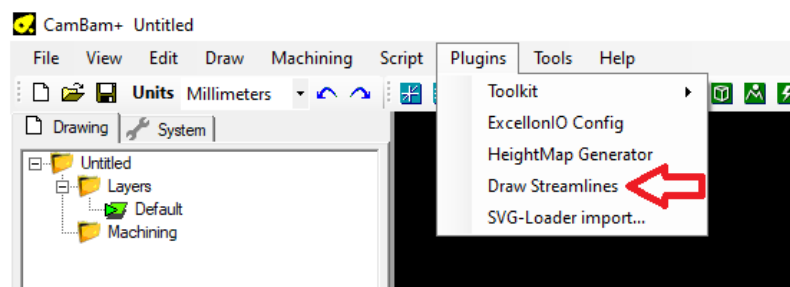 CamBam+ Untitled
File View Edit Draw Machining Script Plugins Tools Help
Units Millimeters
Toolkit
Drawing System
ExcellonIO Config
Untitled
HeightMap Generator
Layers
Draw Streamlines
Default
SVG-Loader import...
Machining